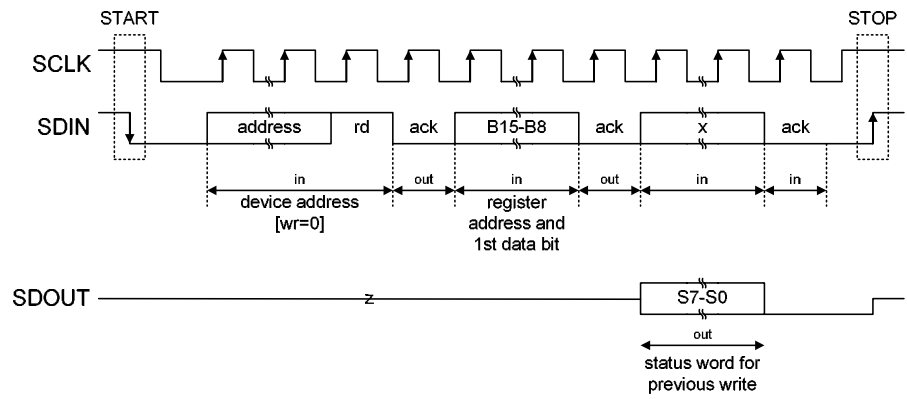 START
STOP
SCLK
SDIN
address
rd
ack
B15-B8
ack
x
ack
in
out
in
out
in
in
device address
[wr=0]
register
address and
1st data bit
SDOUT
z
S7-S0
out
status word for
previous write